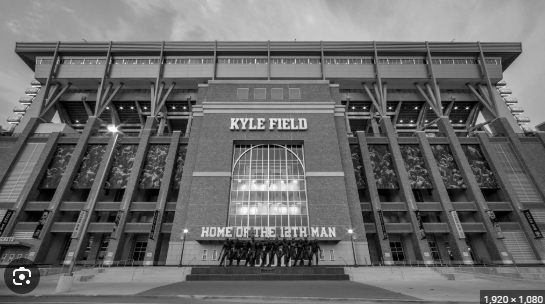 KYLE FIELD
HOME OF THE 12TH MAN
1,920 × 1,080